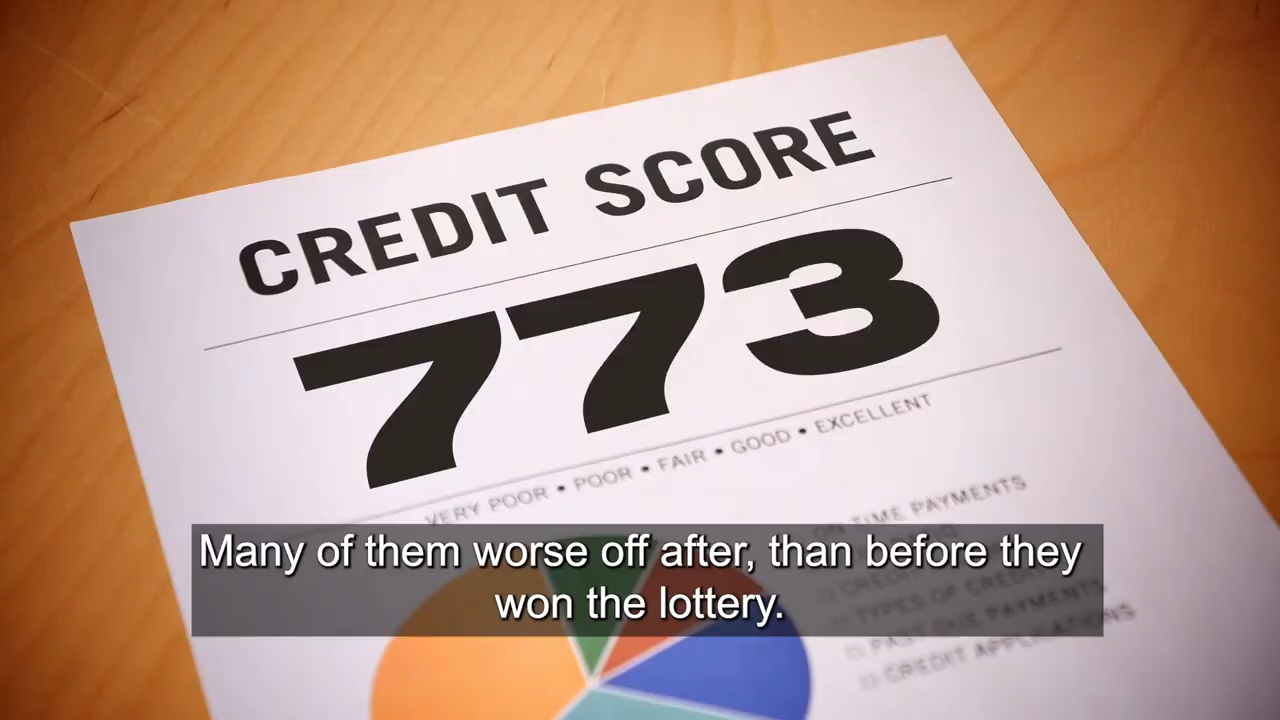 CREDIT SCORE
773
VERY POOR • POOR • FAIR • GOOD • EXCELLENT
ON TIME PAYMENTS
TYPES OF CREDIT
PAST DUE PAYMENTS
CREDIT APPLICATIONS
Many of them worse off after, than before they
won the lottery.